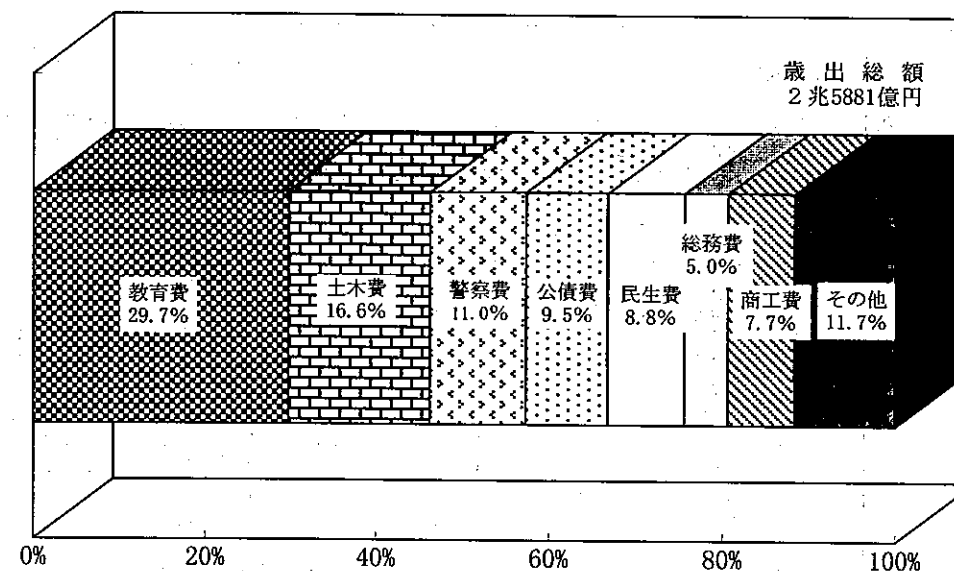 歳出総額
2兆5881億円
教育費
29.7%
土木費
16.6%
警察費
11.0%
公債費
9.5%
民生費
8.8%
総務費
5.0%
商工費
7.7%
その他
11.7%
0%
20%
40%
60%
80%
100%